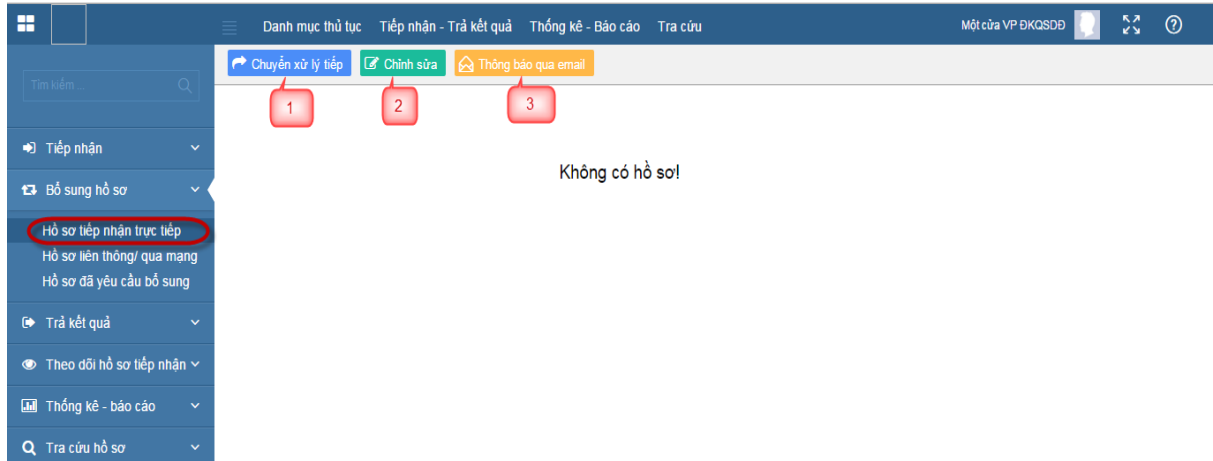 Danh mục thủ tục Tiếp nhận - Trả kết quả Thống kê - Báo cáo Tra cứu Một cửa VP ĐKQSDĐ
Chuyển xử lý tiếp Chỉnh sửa Thông báo qua email
Tìm kiếm ...
1 2 3
Tiếp nhận
Không có hồ sơ!
Bổ sung hồ sơ
Hồ sơ tiếp nhận trực tiếp
Hồ sơ liên thông/ qua mạng
Hồ sơ đã yêu cầu bổ sung
Trả kết quả
Theo dõi hồ sơ tiếp nhận
Thống kê - báo cáo
Tra cứu hồ sơ